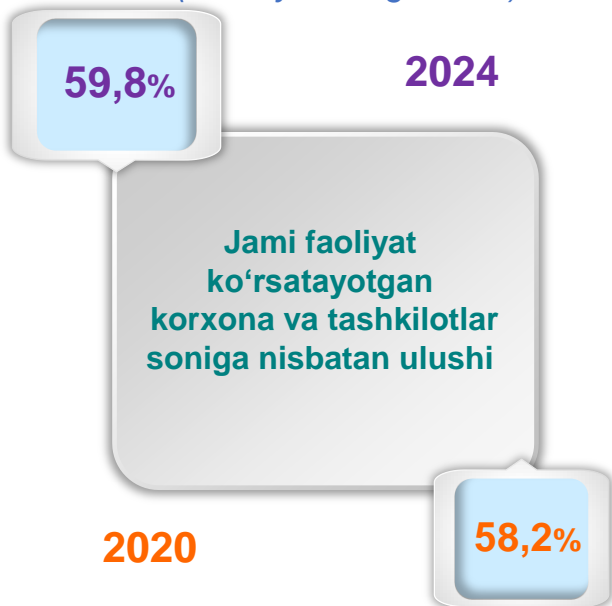 59,8%
2024
Jami faoliyat
ko‘rsatayotgan
korxona va tashkilotlar
soniga nisbatan ulushi
2020
58,2%